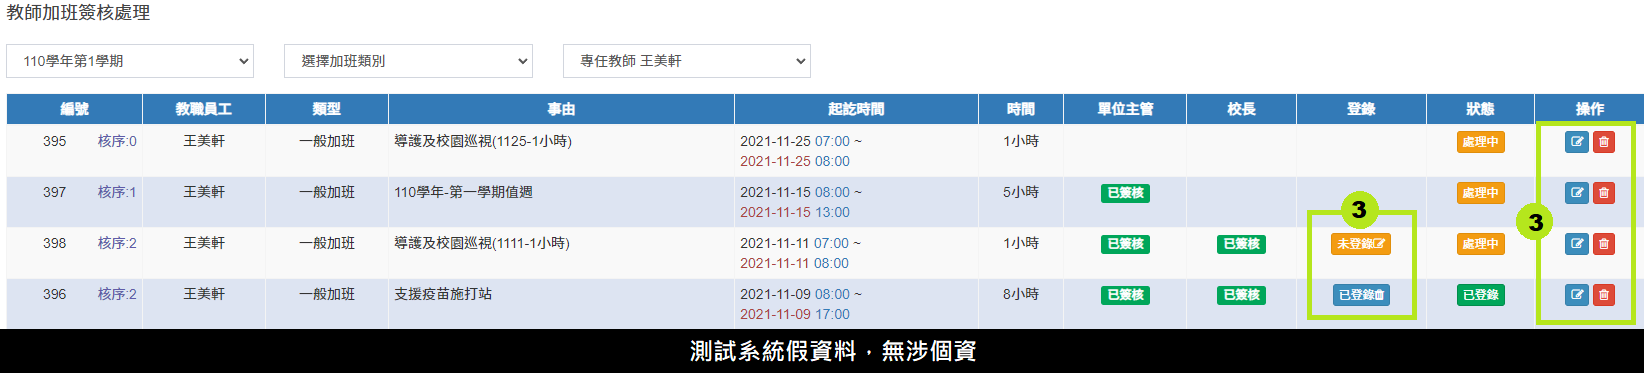 教師加班簽核處理
110學年第1學期 選擇加班類別 專任教師 王美軒
編號 教職員工 類型 事由 起訖時間 時間 單位主管 校長 登錄 狀態 操作
395 核序:0 王美軒 一般加班 導護及校園巡視(1125-1小時) 2021-11-25 07:00 ~ 1小時 處理中
2021-11-25 08:00
397 核序:1 王美軒 一般加班 110學年-第一學期值週 2021-11-15 08:00 ~ 5小時 已簽核 處理中
2021-11-15 13:00
3
3
398 核序:2 王美軒 一般加班 導護及校園巡視(1111-1小時) 2021-11-11 07:00 ~ 1小時 已簽核 已簽核 未登錄 處理中
2021-11-11 08:00
396 核序:2 王美軒 一般加班 支援疫苗施打站 2021-11-09 08:00 ~ 8小時 已簽核 已簽核 已登錄 已登錄
2021-11-09 17:00
測試系統假資料，無涉個資